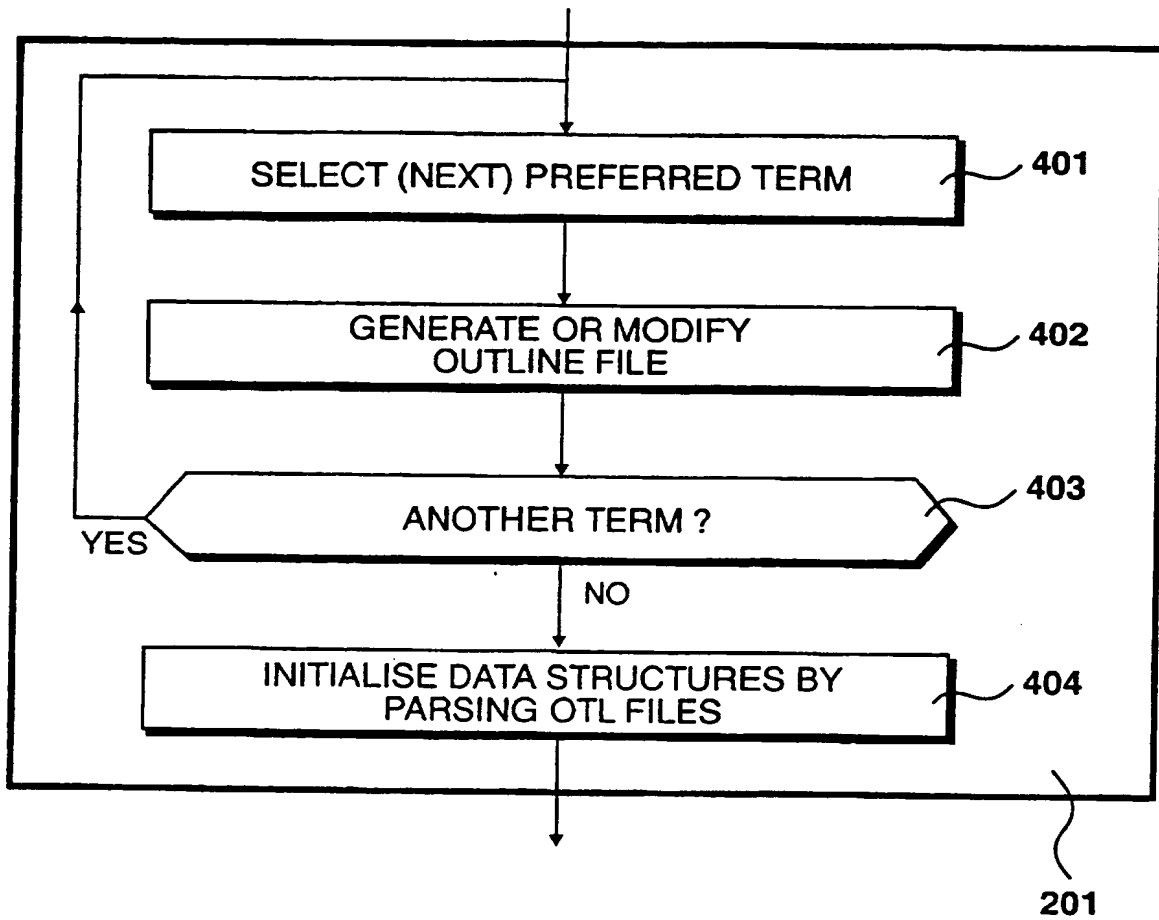 SELECT (NEXT) PREFERRED TERM
401
GENERATE OR MODIFY
OUTLINE FILE
402
ANOTHER TERM ?
403
YES
NO
INITIALISE DATA STRUCTURES BY
PARSING OTL FILES
404
201